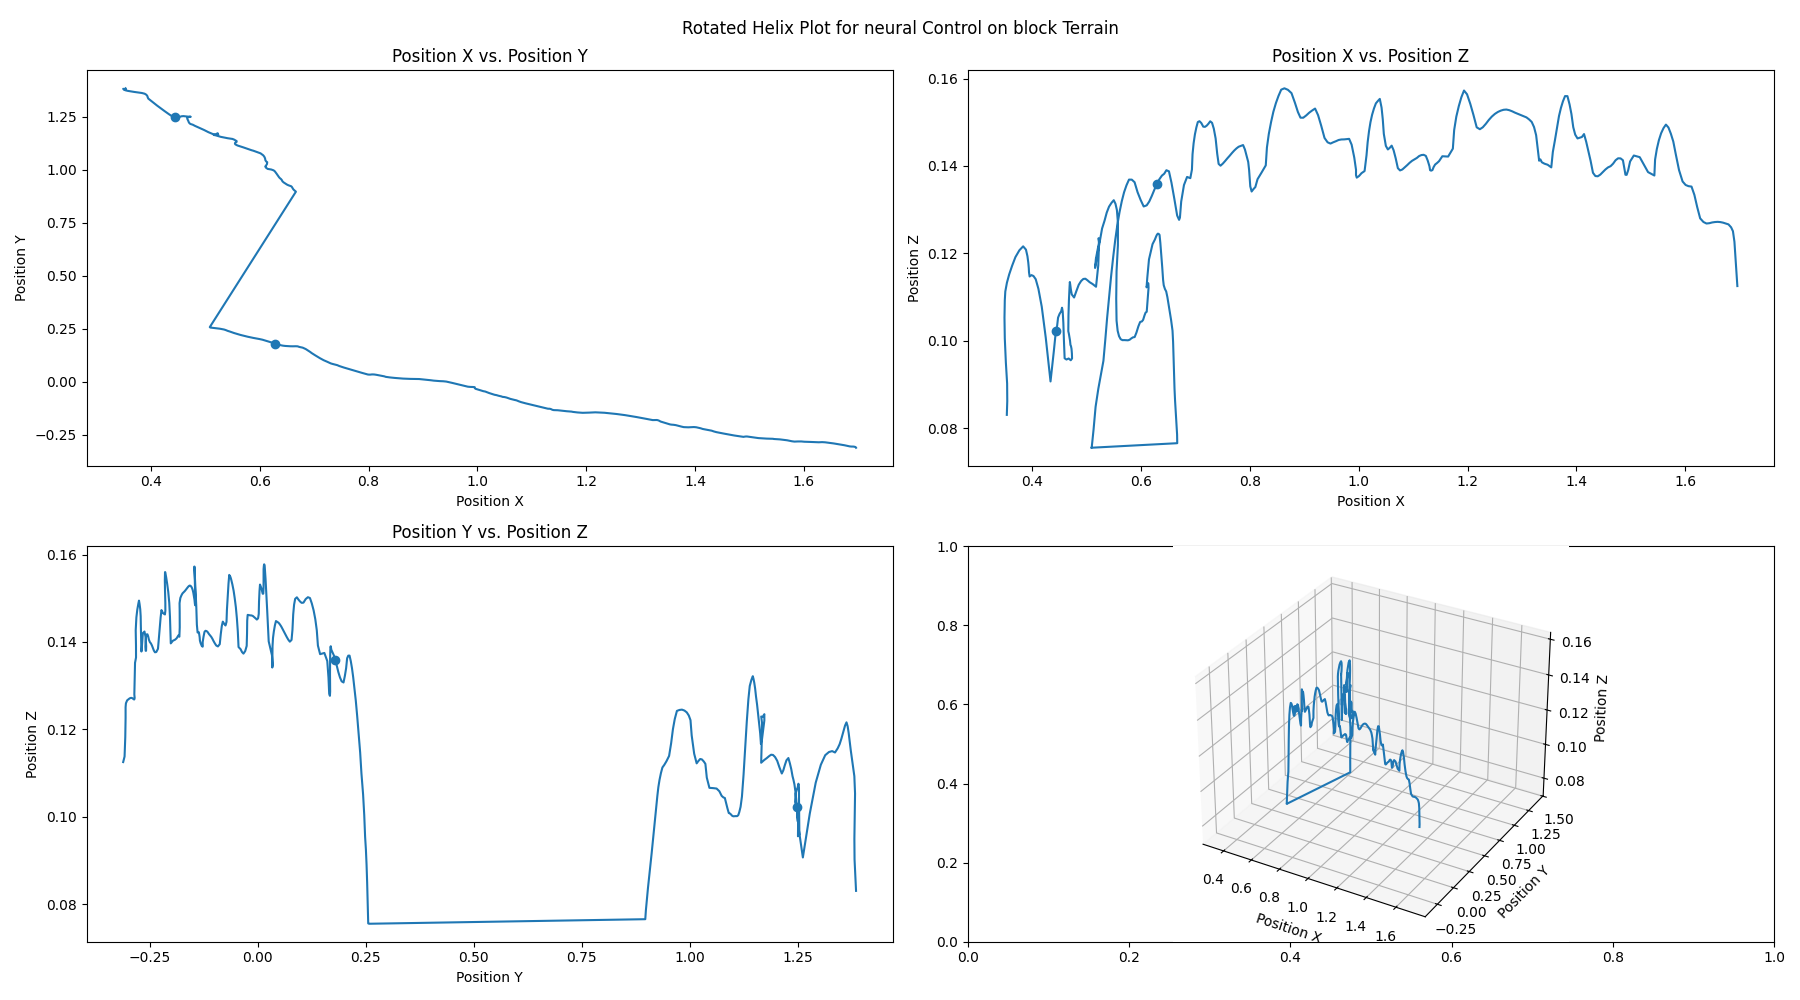 Rotated Helix Plot for neural Control on block Terrain
Position X vs. Position Y
1.25
1.00
0.75
0.50
0.25
0.00
−0.25
Position Y
0.4 0.6 0.8 1.0 1.2 1.4 1.6
Position X
Position X vs. Position Z
0.16
0.14
0.12
0.10
0.08
Position Z
0.4 0.6 0.8 1.0 1.2 1.4 1.6
Position X
Position Y vs. Position Z
0.16
0.14
0.12
0.10
0.08
Position Z
−0.25 0.00 0.25 0.50 0.75 1.00 1.25
Position Y
1.0
0.8
0.6
0.4
0.2
0.0
0.0 0.2 0.4 0.6 0.8 1.0
0.16
0.14
0.12
0.10
0.08
Position Z
1.50
1.25
1.00
0.75
0.50
0.25
0.00
−0.25
Position Y
0.4 0.6 0.8 1.0 1.2 1.4 1.6
Position X